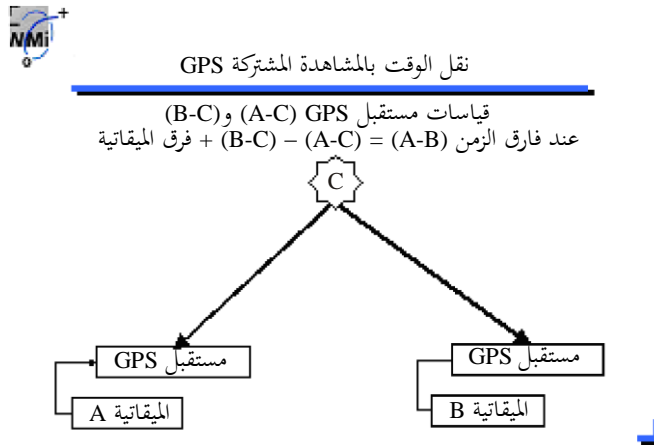 NMi
نقل الوقت بالمشاهدة المشتركة GPS
قياسات مستقبل GPS (A-C) و(B-C)
عند فارق الزمن (A-B) = (A-C) – (B-C) + فرق الميقاتية
C
مستقبل GPS
مستقبل GPS
الميقاتية A
الميقاتية B